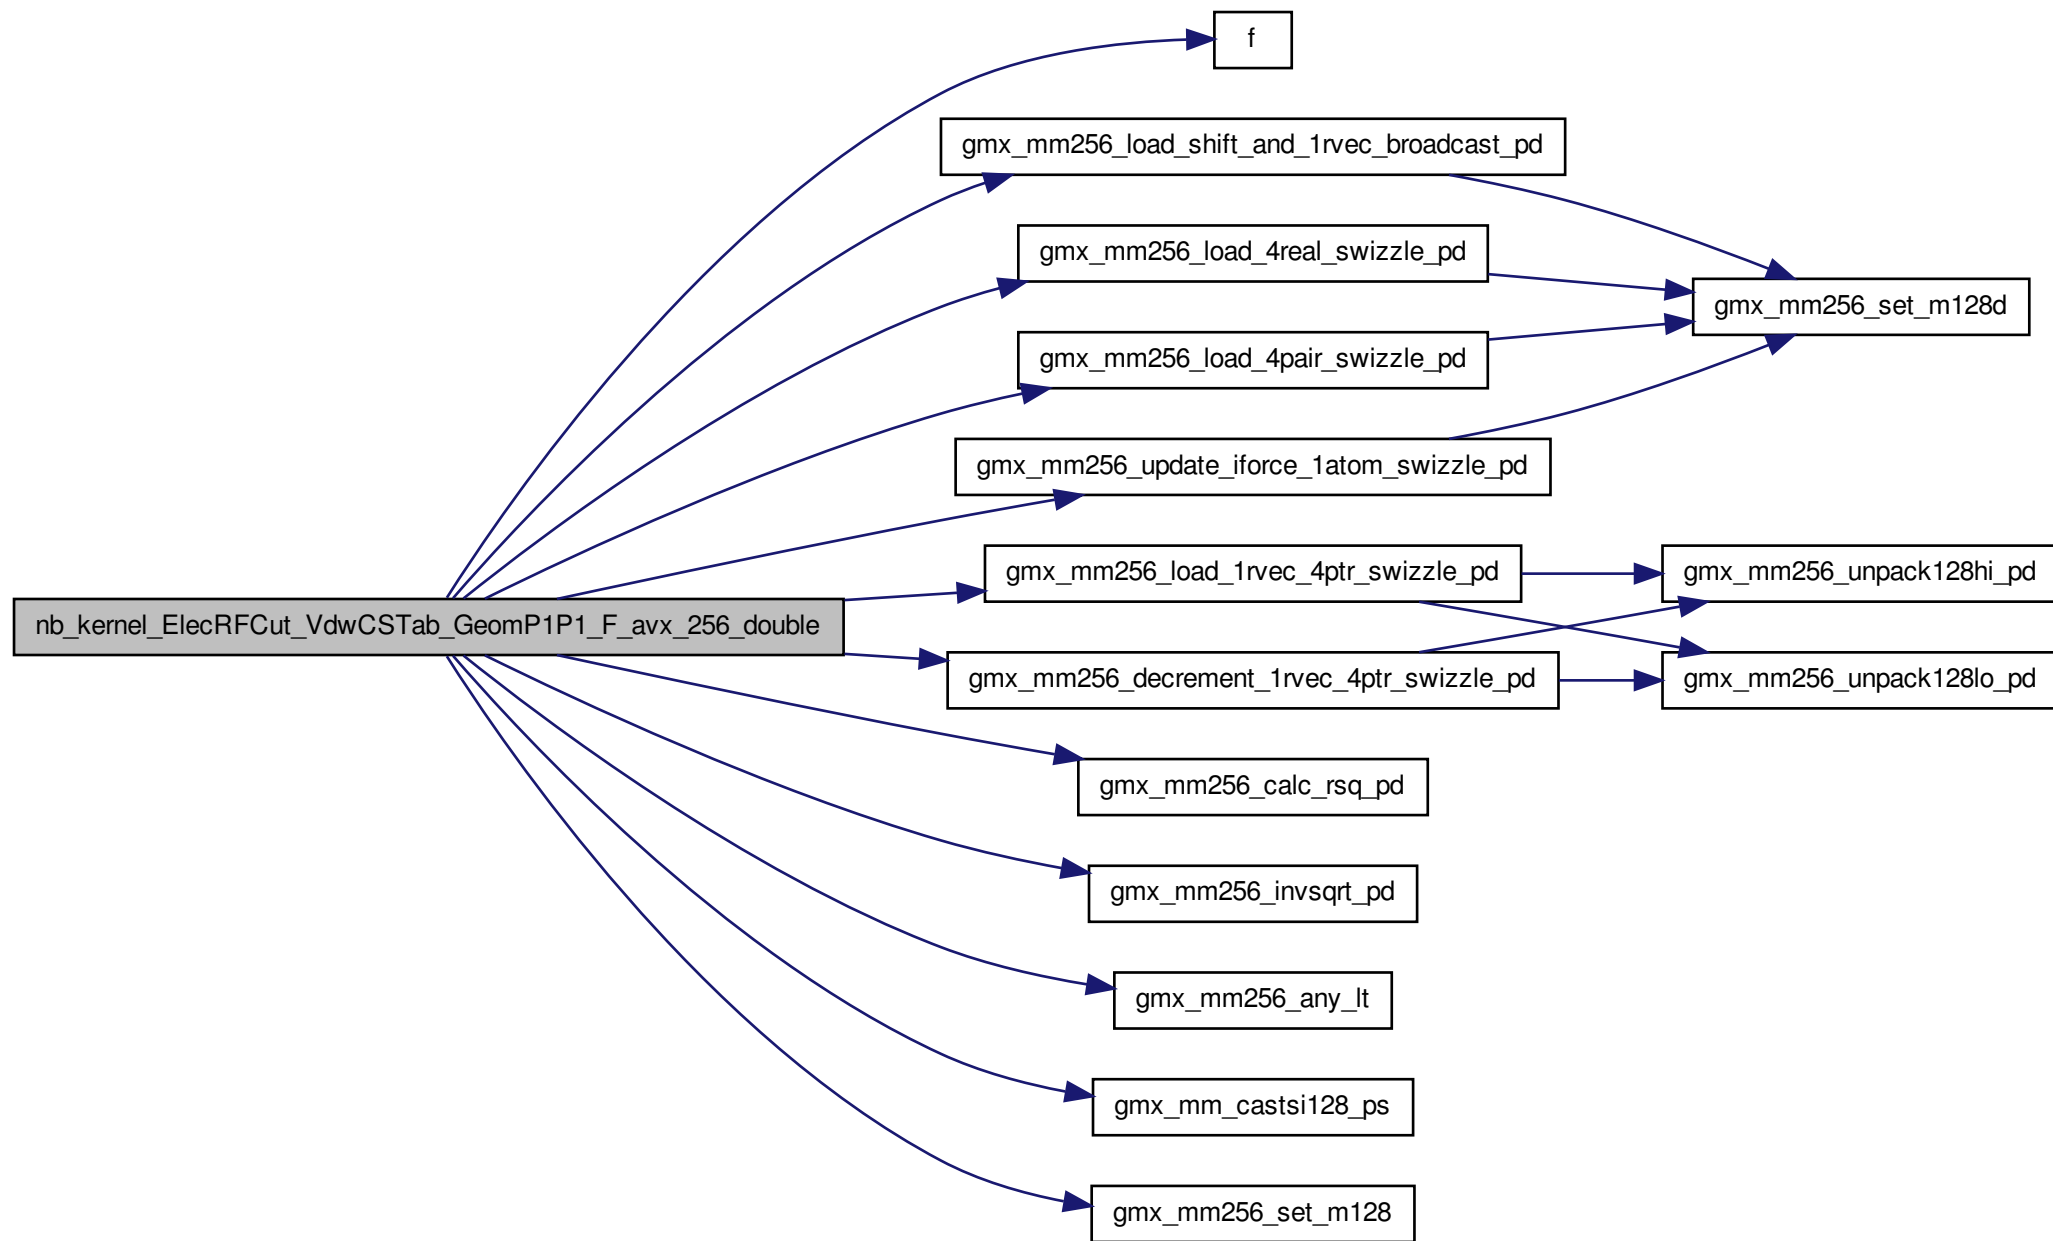 f
gmx_mm256_load_shift_and_1rvec_broadcast_pd
gmx_mm256_load_4real_swizzle_pd
gmx_mm256_set_m128d
gmx_mm256_load_4pair_swizzle_pd
gmx_mm256_update_iforce_1atom_swizzle_pd
gmx_mm256_load_1rvec_4ptr_swizzle_pd
gmx_mm256_unpack128hi_pd
nb_kernel_ElecRFCut_VdwCSTab_GeomP1P1_F_avx_256_double
gmx_mm256_decrement_1rvec_4ptr_swizzle_pd
gmx_mm256_unpack128lo_pd
gmx_mm256_calc_rsq_pd
gmx_mm256_invsqrt_pd
gmx_mm256_any_lt
gmx_mm_castsi128_ps
gmx_mm256_set_m128